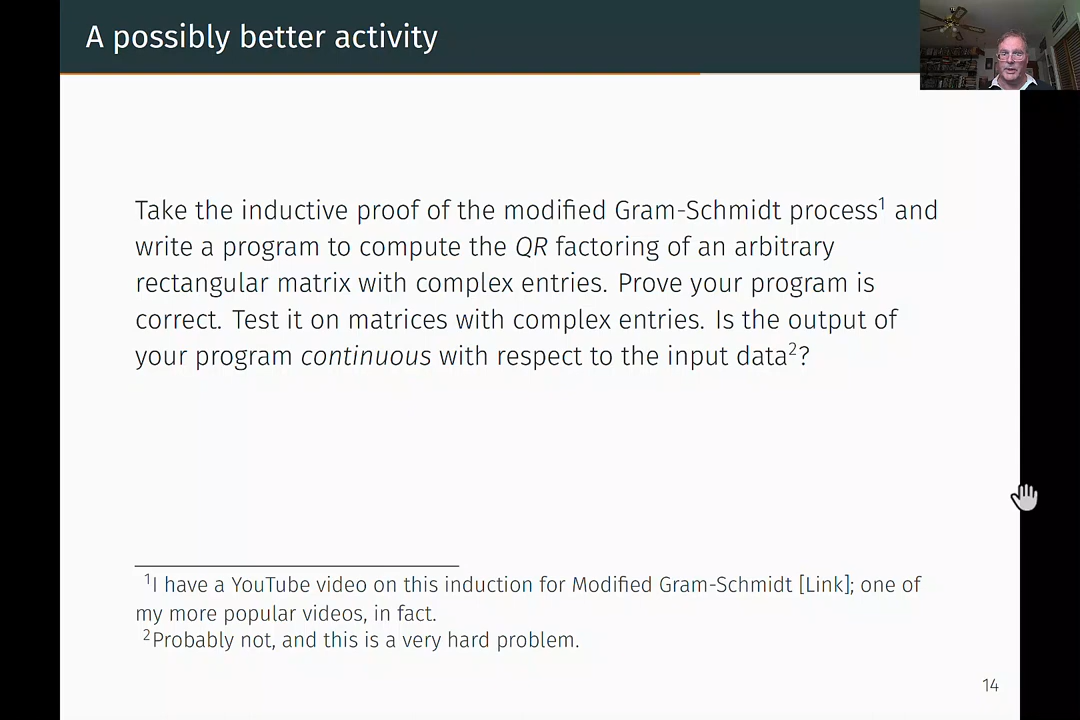 A possibly better activity
Take the inductive proof of the modified Gram-Schmidt process¹ and
write a program to compute the QR factoring of an arbitrary
rectangular matrix with complex entries. Prove your program is
correct. Test it on matrices with complex entries. Is the output of
your program continuous with respect to the input data²?
¹I have a YouTube video on this induction for Modified Gram-Schmidt [Link]; one of
my more popular videos, in fact.
²Probably not, and this is a very hard problem.
14